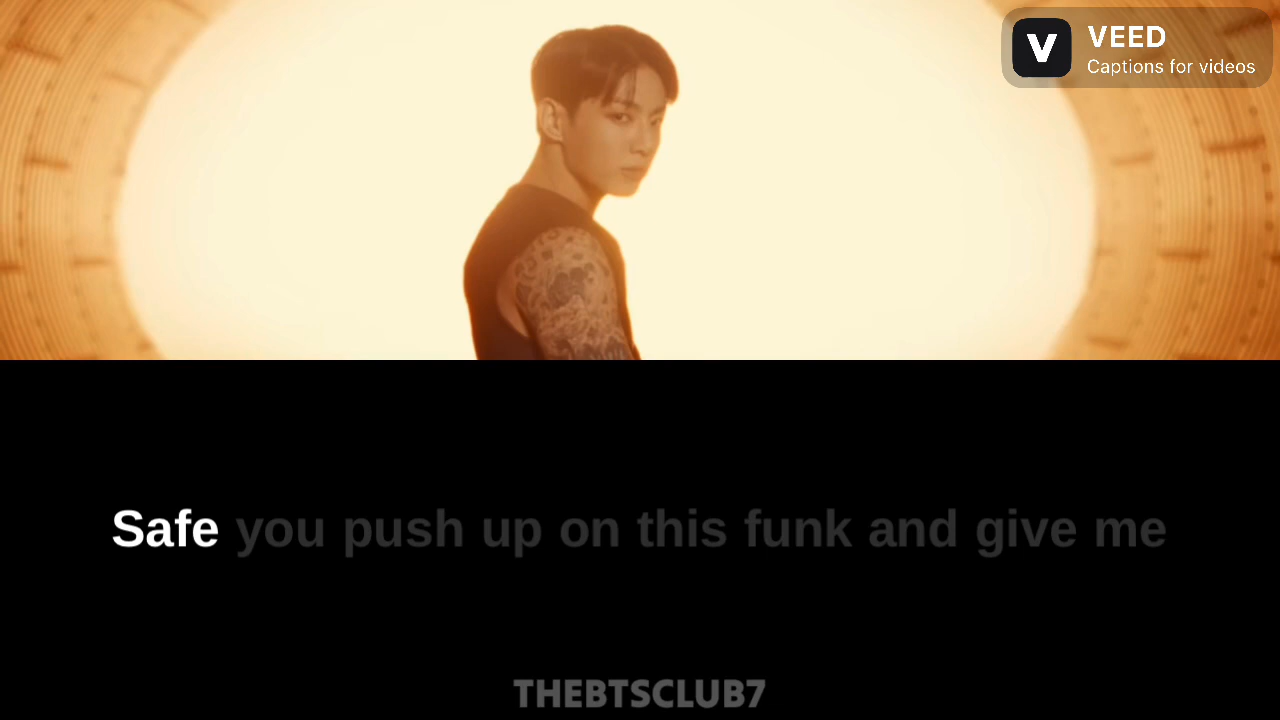 VEED
Captions for videos
Safe you push up on this funk and give me
THEBTSCLUB7